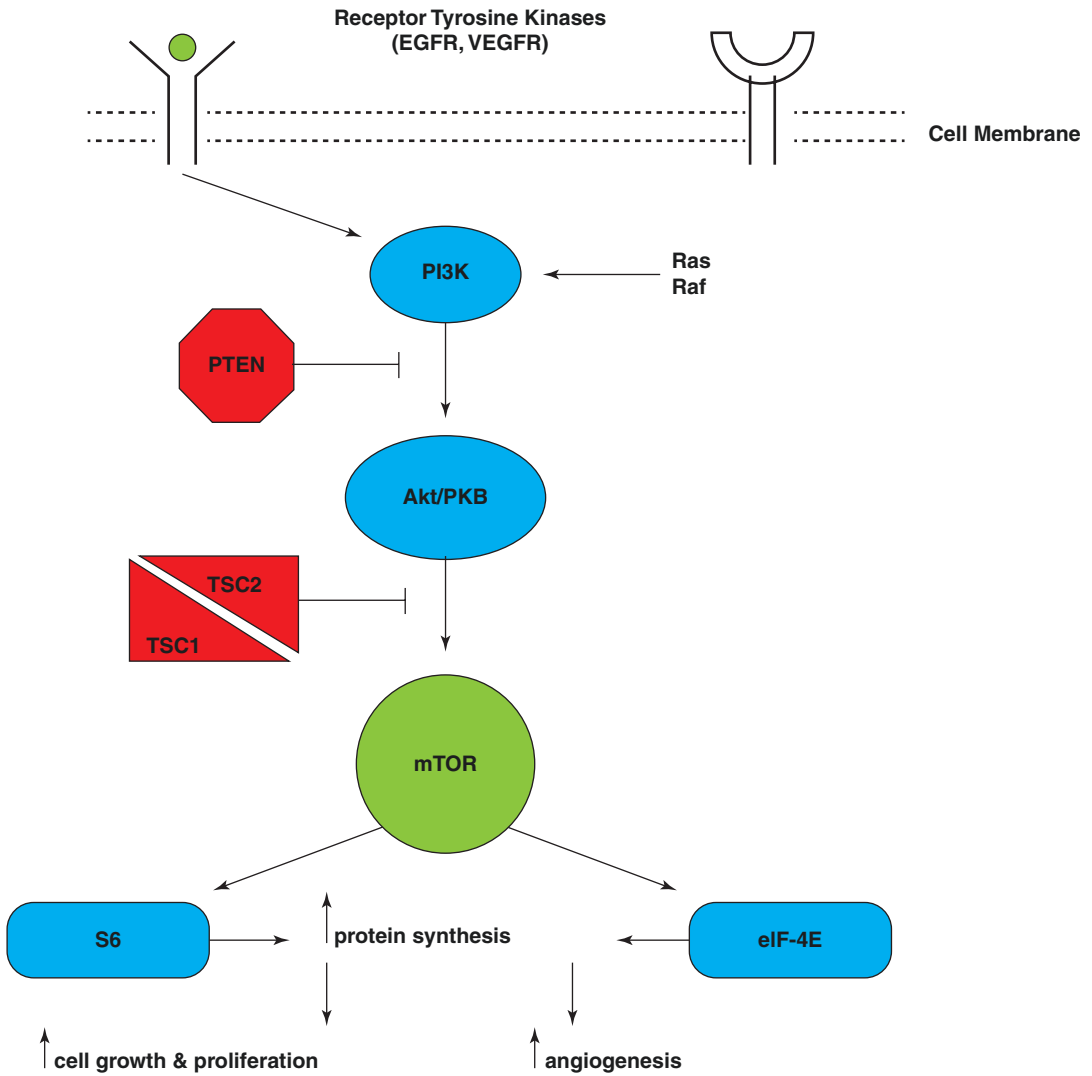 Receptor Tyrosine Kinases
(EGFR, VEGFR)
Cell Membrane
PI3K
Ras
Raf
PTEN
Akt/PKB
TSC2
TSC1
mTOR
S6
protein synthesis
eIF-4E
cell growth & proliferation
angiogenesis